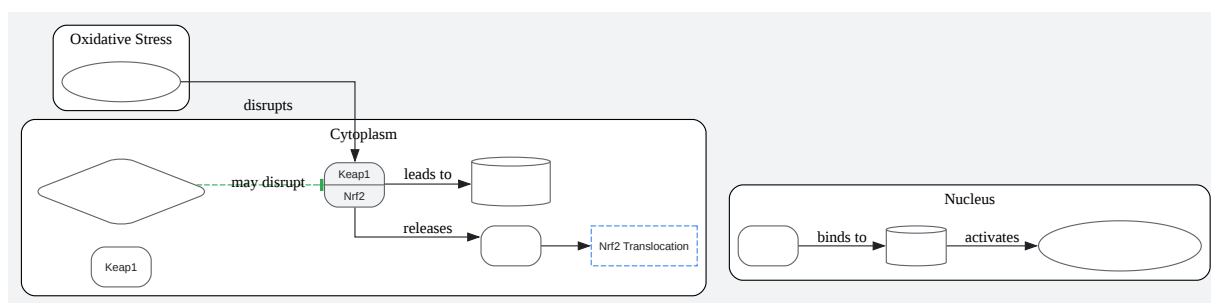 Oxidative Stress
disrupts
Cytoplasm
may disrupt
Keap1
Nrf2
leads to
releases
Nrf2 Translocation
Keap1
Nucleus
binds to
activates